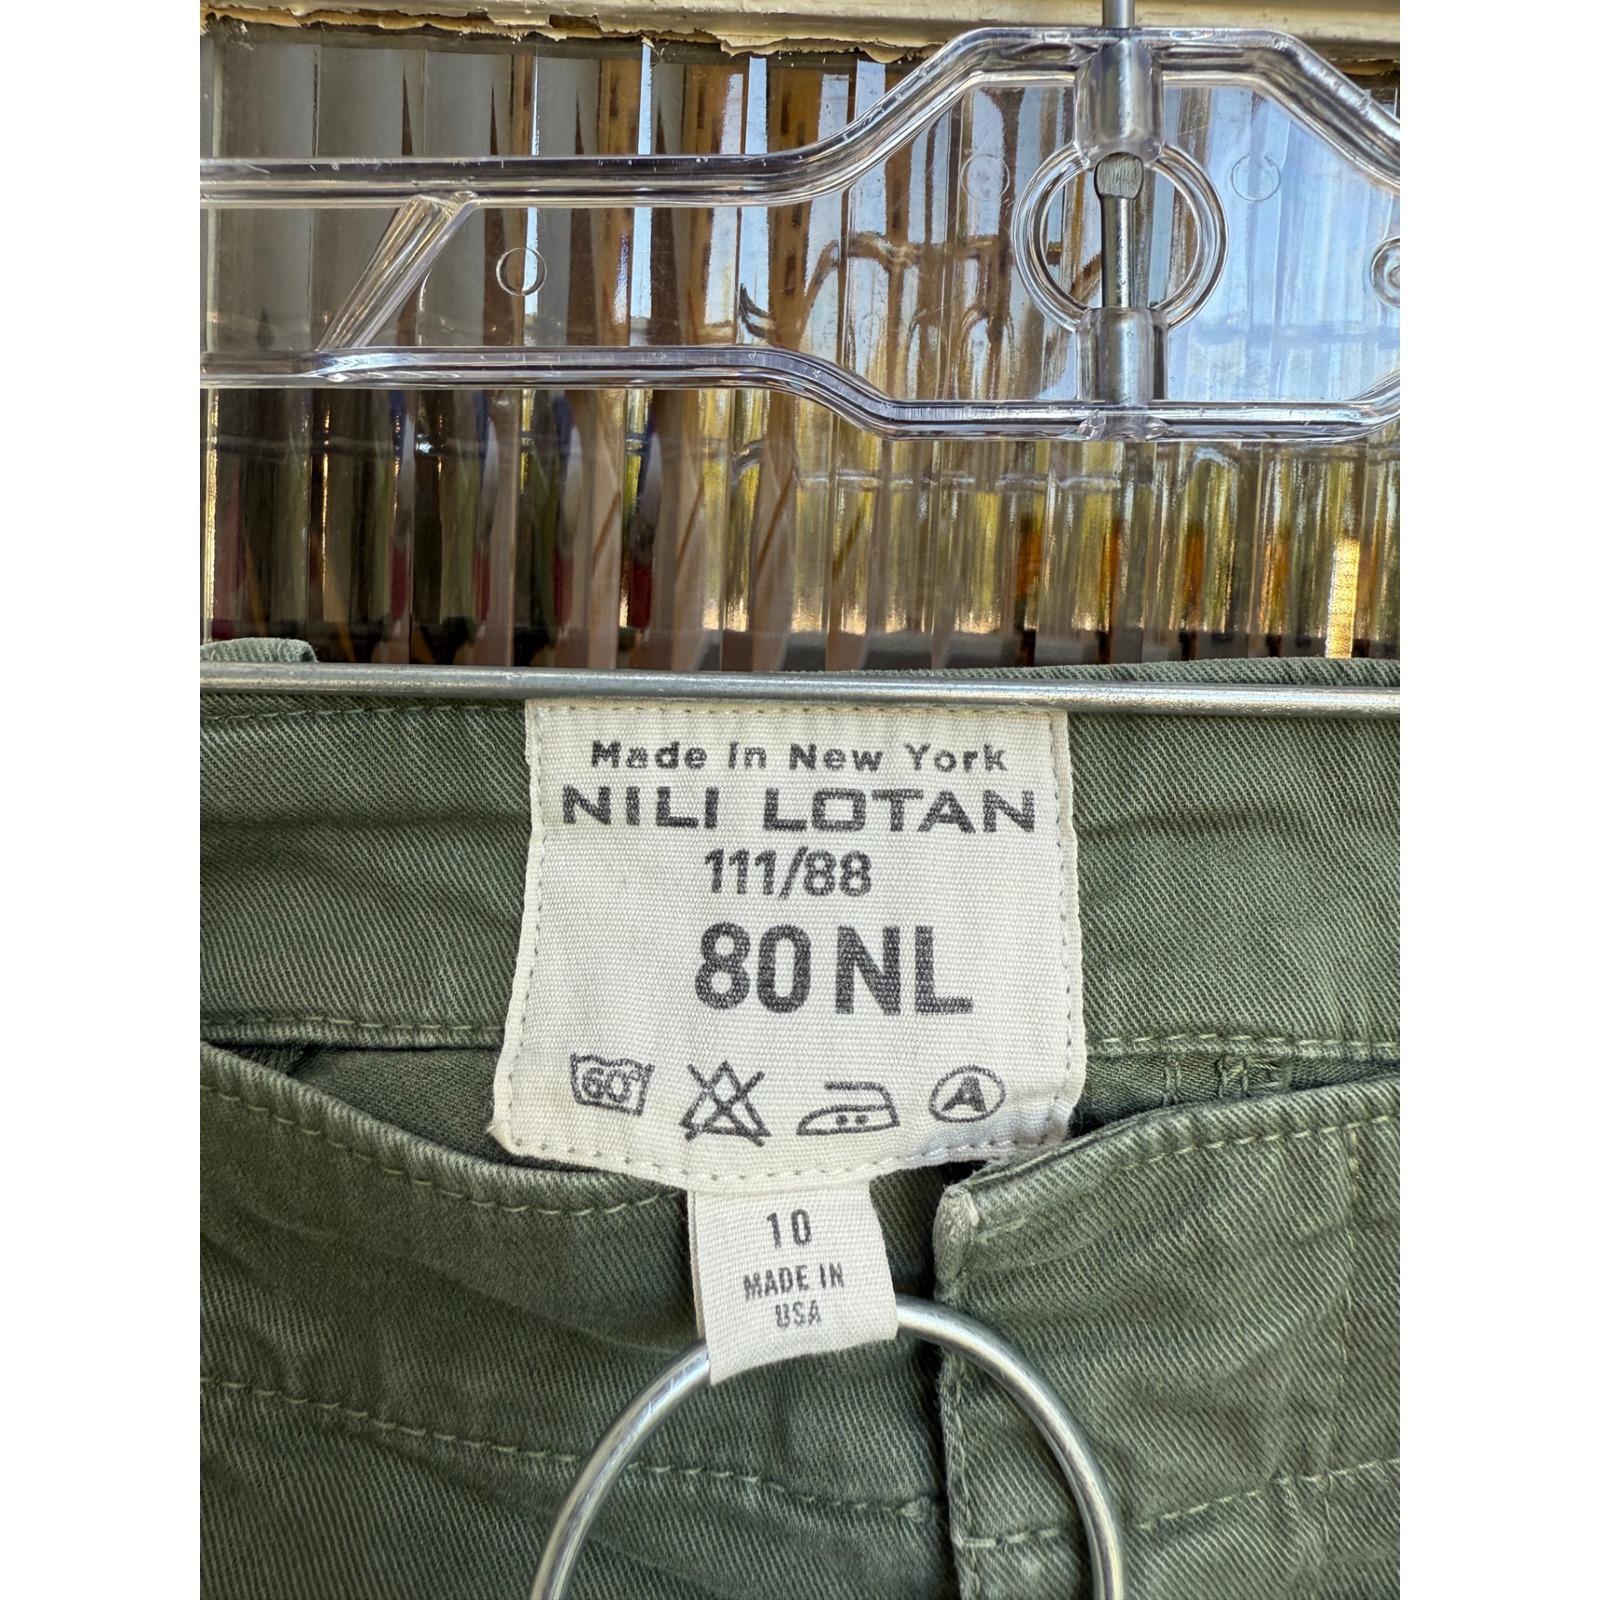 Made In New York
NILI LOTAN
111/88
80 NL
60°
A
10
MADE IN
USA